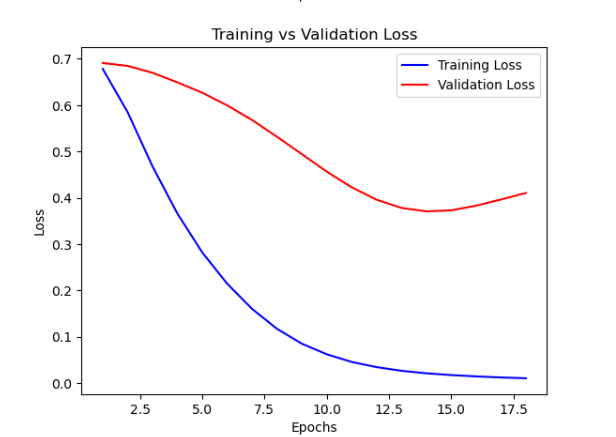 Training vs Validation Loss
Training Loss
Validation Loss
0.7
0.6
0.5
0.4
0.3
0.2
0.1
0.0
Loss
2.5 5.0 7.5 10.0 12.5 15.0 17.5
Epochs